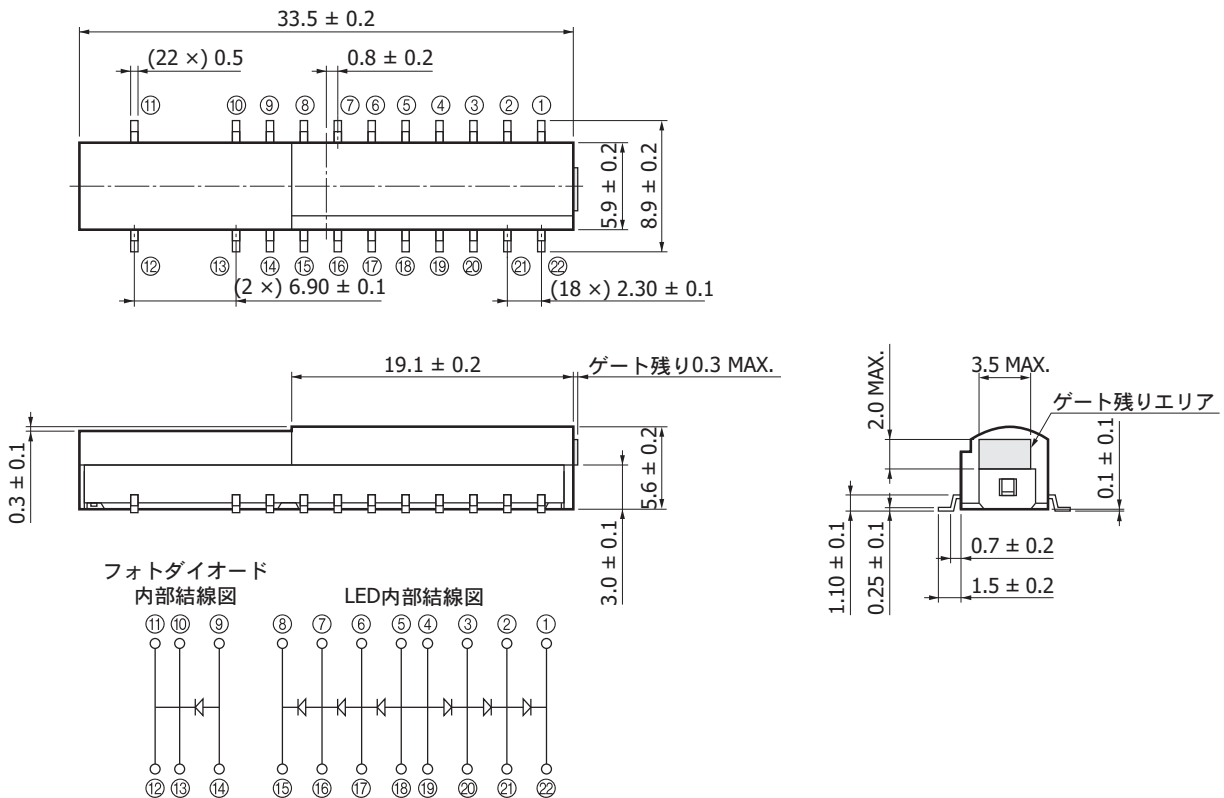 33.5 ± 0.2
(22 ×) 0.5
0.8 ± 0.2
⑪ ⑩ ⑨ ⑧ ⑦ ⑥ ⑤ ④ ③ ② ①
5.9 ± 0.2
8.9 ± 0.2
⑫ ⑬ ⑭ ⑮ ⑯ ⑰ ⑱ ⑲ ⑳ ㉑ ㉒
(2 ×) 6.90 ± 0.1
(18 ×) 2.30 ± 0.1
19.1 ± 0.2
ゲート残り0.3 MAX.
0.3 ± 0.1
5.6 ± 0.2
3.0 ± 0.1
2.0 MAX.
3.5 MAX.
ゲート残りエリア
0.1 ± 0.1
1.10 ± 0.1
0.25 ± 0.1
0.7 ± 0.2
1.5 ± 0.2
フォトダイオード
内部結線図
⑪ ⑩ ⑨
⑫ ⑬ ⑭
LED内部結線図
⑧ ⑦ ⑥ ⑤ ④ ③ ② ①
⑮ ⑯ ⑰ ⑱ ⑲ ⑳ ㉑ ㉒